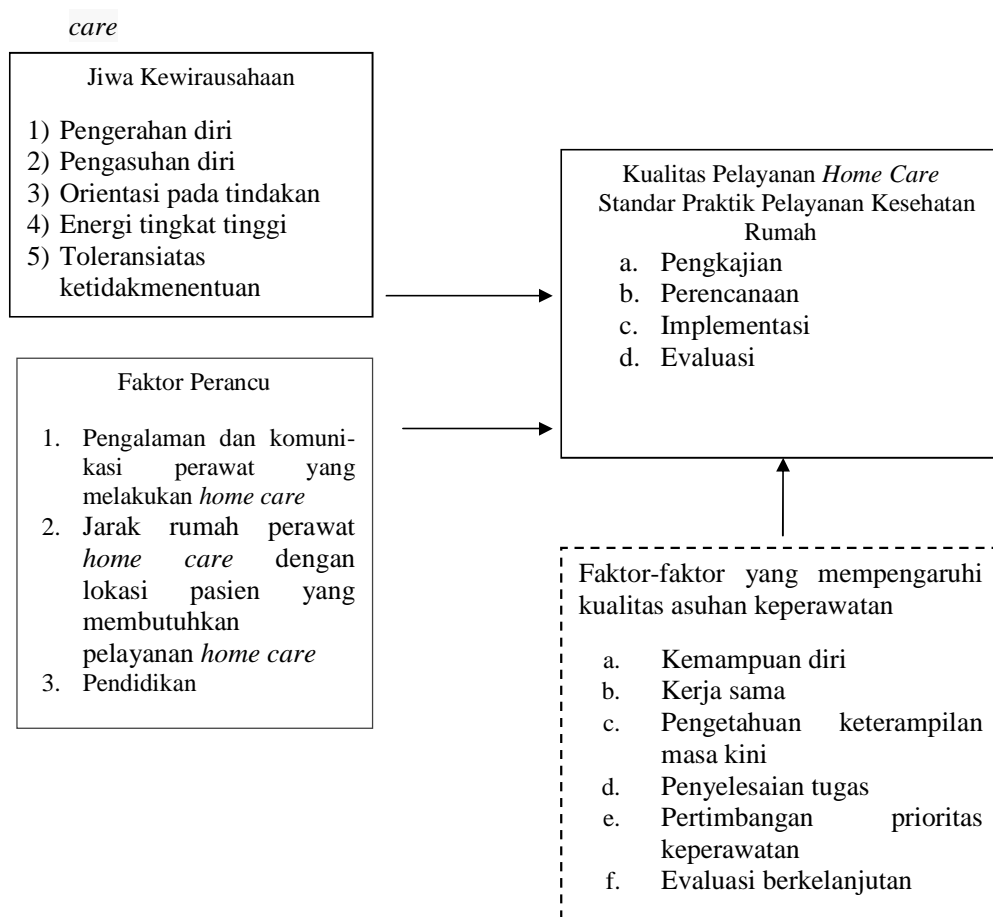 care
Jiwa Kewirausahaan
1) Pengerahan diri
2) Pengasuhan diri
3) Orientasi pada tindakan
4) Energi tingkat tinggi
5) Toleransiatas
ketidakmenentuan
Faktor Perancu
1. Pengalaman dan komuni-
kasi perawat yang
melakukan home care
2. Jarak rumah perawat
home care dengan
lokasi pasien yang
membutuhkan
pelayanan home care
3. Pendidikan
Kualitas Pelayanan Home Care
Standar Praktik Pelayanan Kesehatan
Rumah
a. Pengkajian
b. Perencanaan
c. Implementasi
d. Evaluasi
Faktor-faktor yang mempengaruhi
kualitas asuhan keperawatan
a. Kemampuan diri
b. Kerja sama
c. Pengetahuan keterampilan
masa kini
d. Penyelesaian tugas
e. Pertimbangan prioritas
keperawatan
f. Evaluasi berkelanjutan